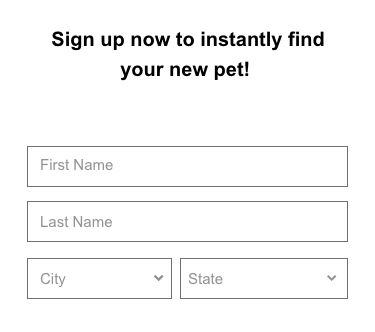 Sign up now to instantly find
your new pet!
First Name
Last Name
City State